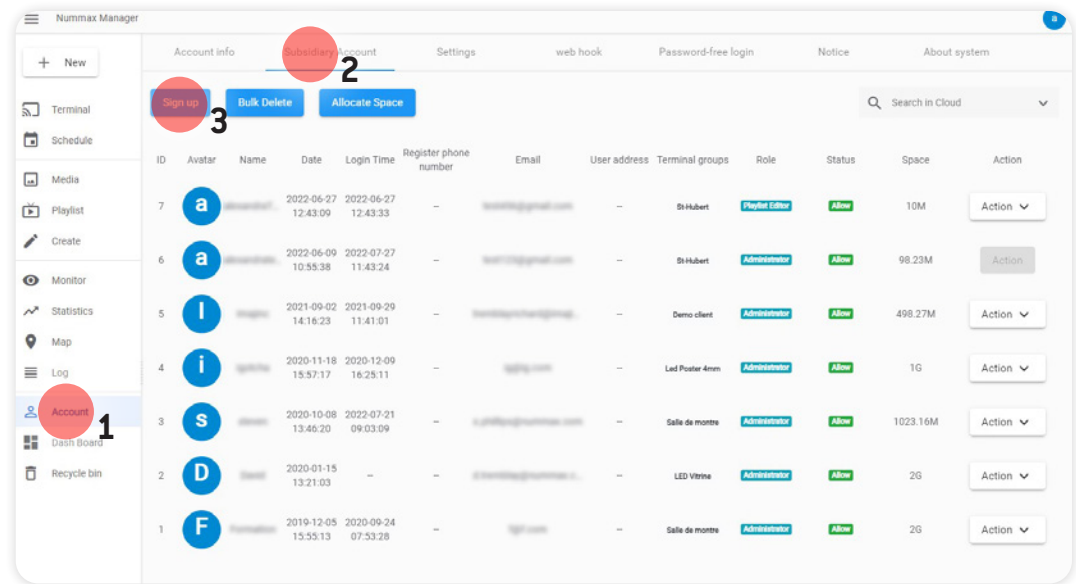 Nummax Manager
a
New
Account info Subsidiary Account Settings web hook Password-free login Notice About system
2
Sign up Bulk Delete Allocate Space Search in Cloud
3
Terminal
Schedule
Media
Playlist
Create
Monitor
Statistics
Map
Log
Account
1
Dash Board
Recycle bin
ID Avatar Name Date Login Time Register phone number Email User address Terminal groups Role Status Space Action
7 a 2022-06-27 12:43:09 2022-06-27 12:43:33 -- -- St-Hubert Playlist Editor Allow 10M Action
6 a 2022-06-09 10:55:38 2022-07-27 11:43:24 -- -- St-Hubert Administrator Allow 98.23M Action
5 I 2021-09-02 14:16:23 2021-09-29 11:41:01 -- -- Demo client Administrator Allow 498.27M Action
4 i 2020-11-18 15:57:17 2020-12-09 16:25:11 -- -- Led Poster 4mm Administrator Allow 1G Action
3 s 2020-10-08 13:46:20 2022-07-21 09:03:09 -- -- Salle de montre Administrator Allow 1023.16M Action
2 D 2020-01-15 13:21:03 -- -- -- LED Vitrine Administrator Allow 2G Action
1 F 2019-12-05 15:55:13 2020-09-24 07:53:28 -- -- Salle de montre Administrator Allow 2G Action